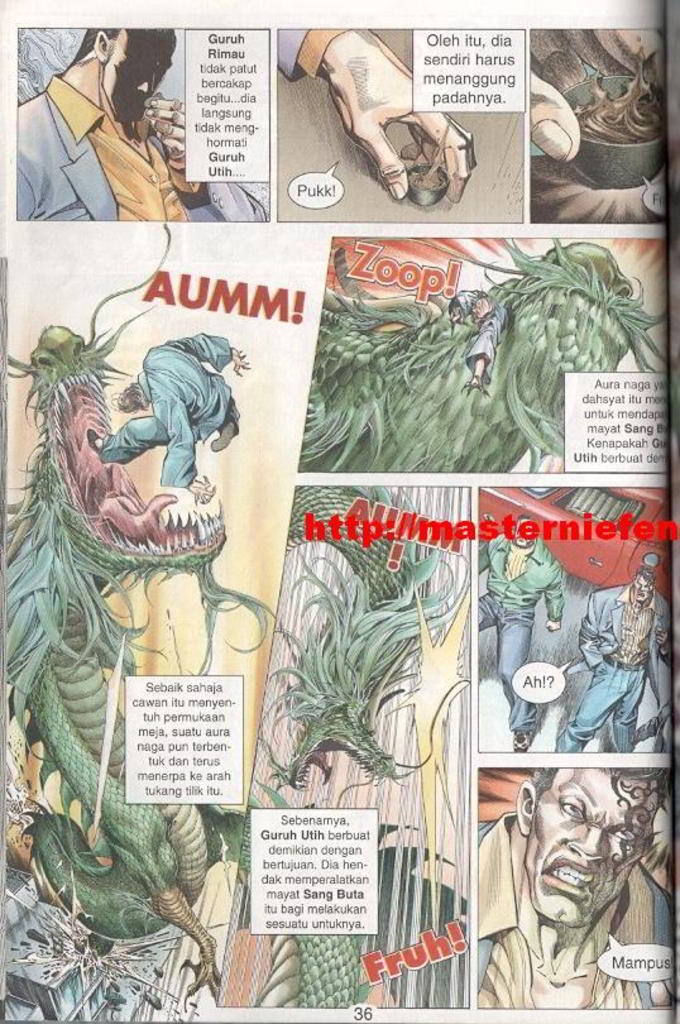 Guruh
Rimau
tidak patut
bercakap
begitu...dia
langsung
tidak meng-
hormati
Guruh
Utih....
Oleh itu, dia
sendiri harus
menanggung
padahnya.
Pukk!
AUMM!
Zoop!
Aura naga
dahsyat itu
untuk
mayat Sang
Kenapakah
Utih berbuat
http://masterniefen
Ah!?
Sebaik sahaja
cawan itu menyen-
tuh permukaan
meja, suatu aura
naga pun terben-
tuk dan terus
menerpa ke arah
tukang tilik itu.
Sebenarnya,
Guruh Utih berbuat
demikian dengan
bertujuan. Dia hen-
dak memperalatkan
mayat Sang Buta
itu bagi melakukan
sesuatu untuknya.
Fruh!
Mampus
36